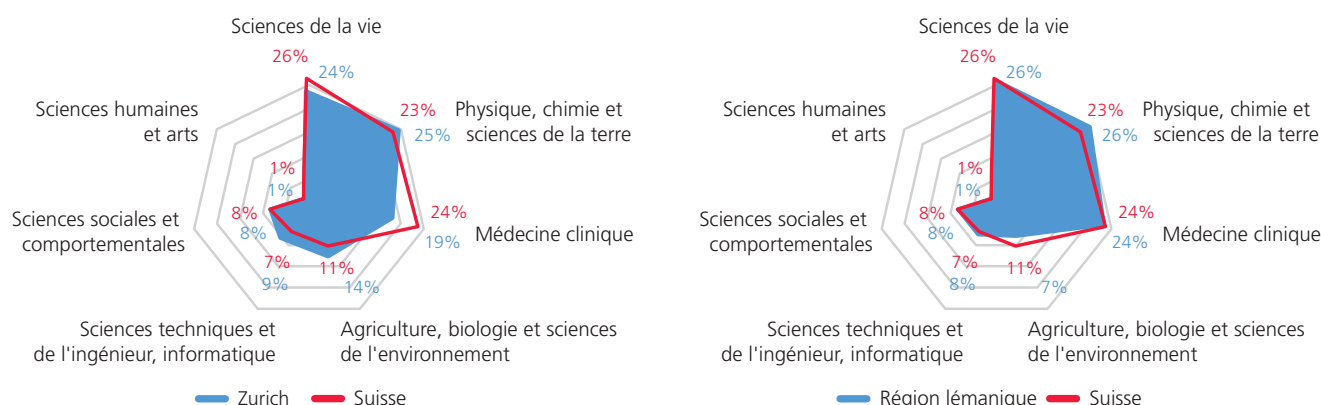 Sciences de la vie
26%
24%
Sciences humaines
et arts
23%
25%
Physique, chimie et
sciences de la terre
1%
1%
8%
8%
Sciences sociales et
comportementales
24%
19%
Médecine clinique
7%
9%
11%
14%
Sciences techniques et
de l'ingénieur, informatique
Agriculture, biologie et sciences
de l'environnement
Zurich
Suisse
Sciences de la vie
26%
26%
Sciences humaines
et arts
23%
26%
Physique, chimie et
sciences de la terre
1%
1%
8%
8%
Sciences sociales et
comportementales
24%
24%
Médecine clinique
7%
8%
11%
7%
Sciences techniques et
de l'ingénieur, informatique
Agriculture, biologie et sciences
de l'environnement
Région lémanique
Suisse